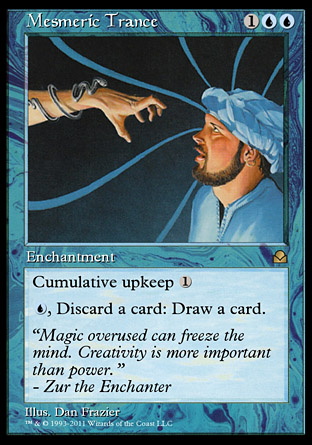 Mesmeric Trance 1
Enchantment
Cumulative upkeep 1
, Discard a card: Draw a card.
“Magic overused can freeze the
mind. Creativity is more important
than power.”
- Zur the Enchanter
Illus. Dan Frazier
™ & © 1993-2011 Wizards of the Coast LLC